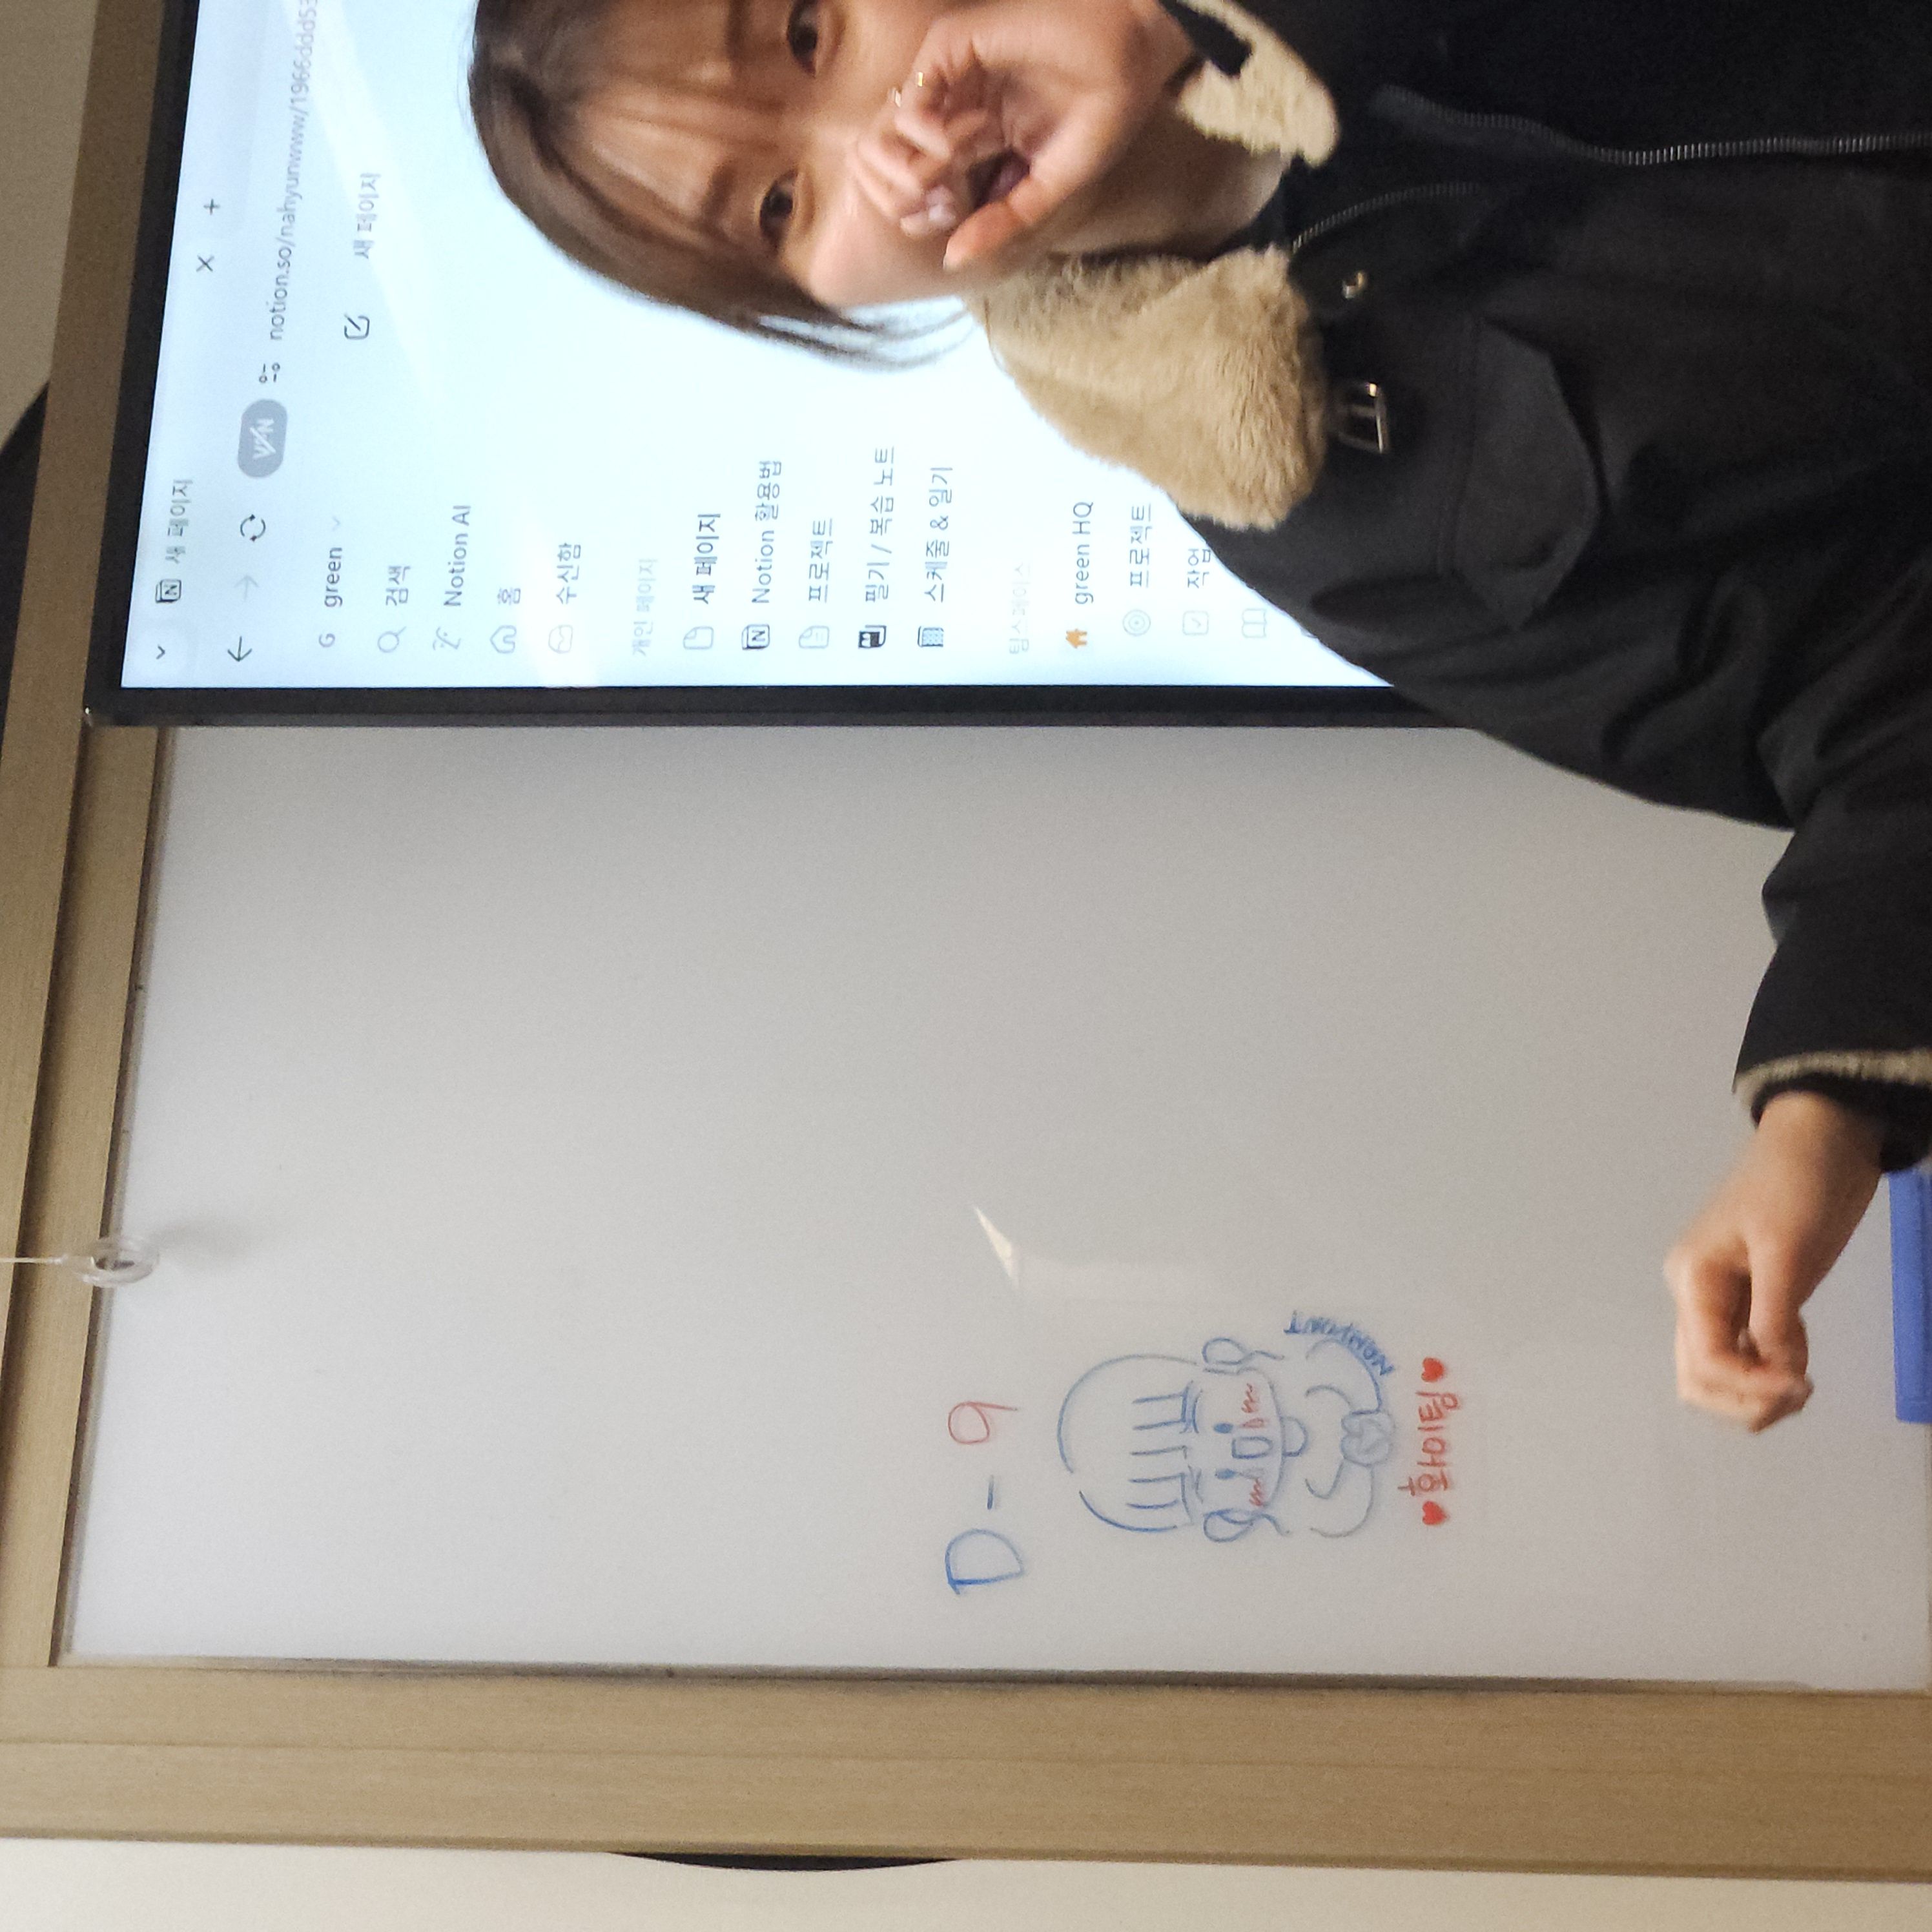 D-9
♥화이팅♥
새 페이지
VPN notion.so/nahyunwww/1966ddd53
G green
새 페이지
검색
Notion AI
홈
수신함
개인 페이지
새 페이지
Notion 활용법
프로젝트
필기 / 복습 노트
스케줄 & 일기
팀스페이스
green HQ
프로젝트
작업